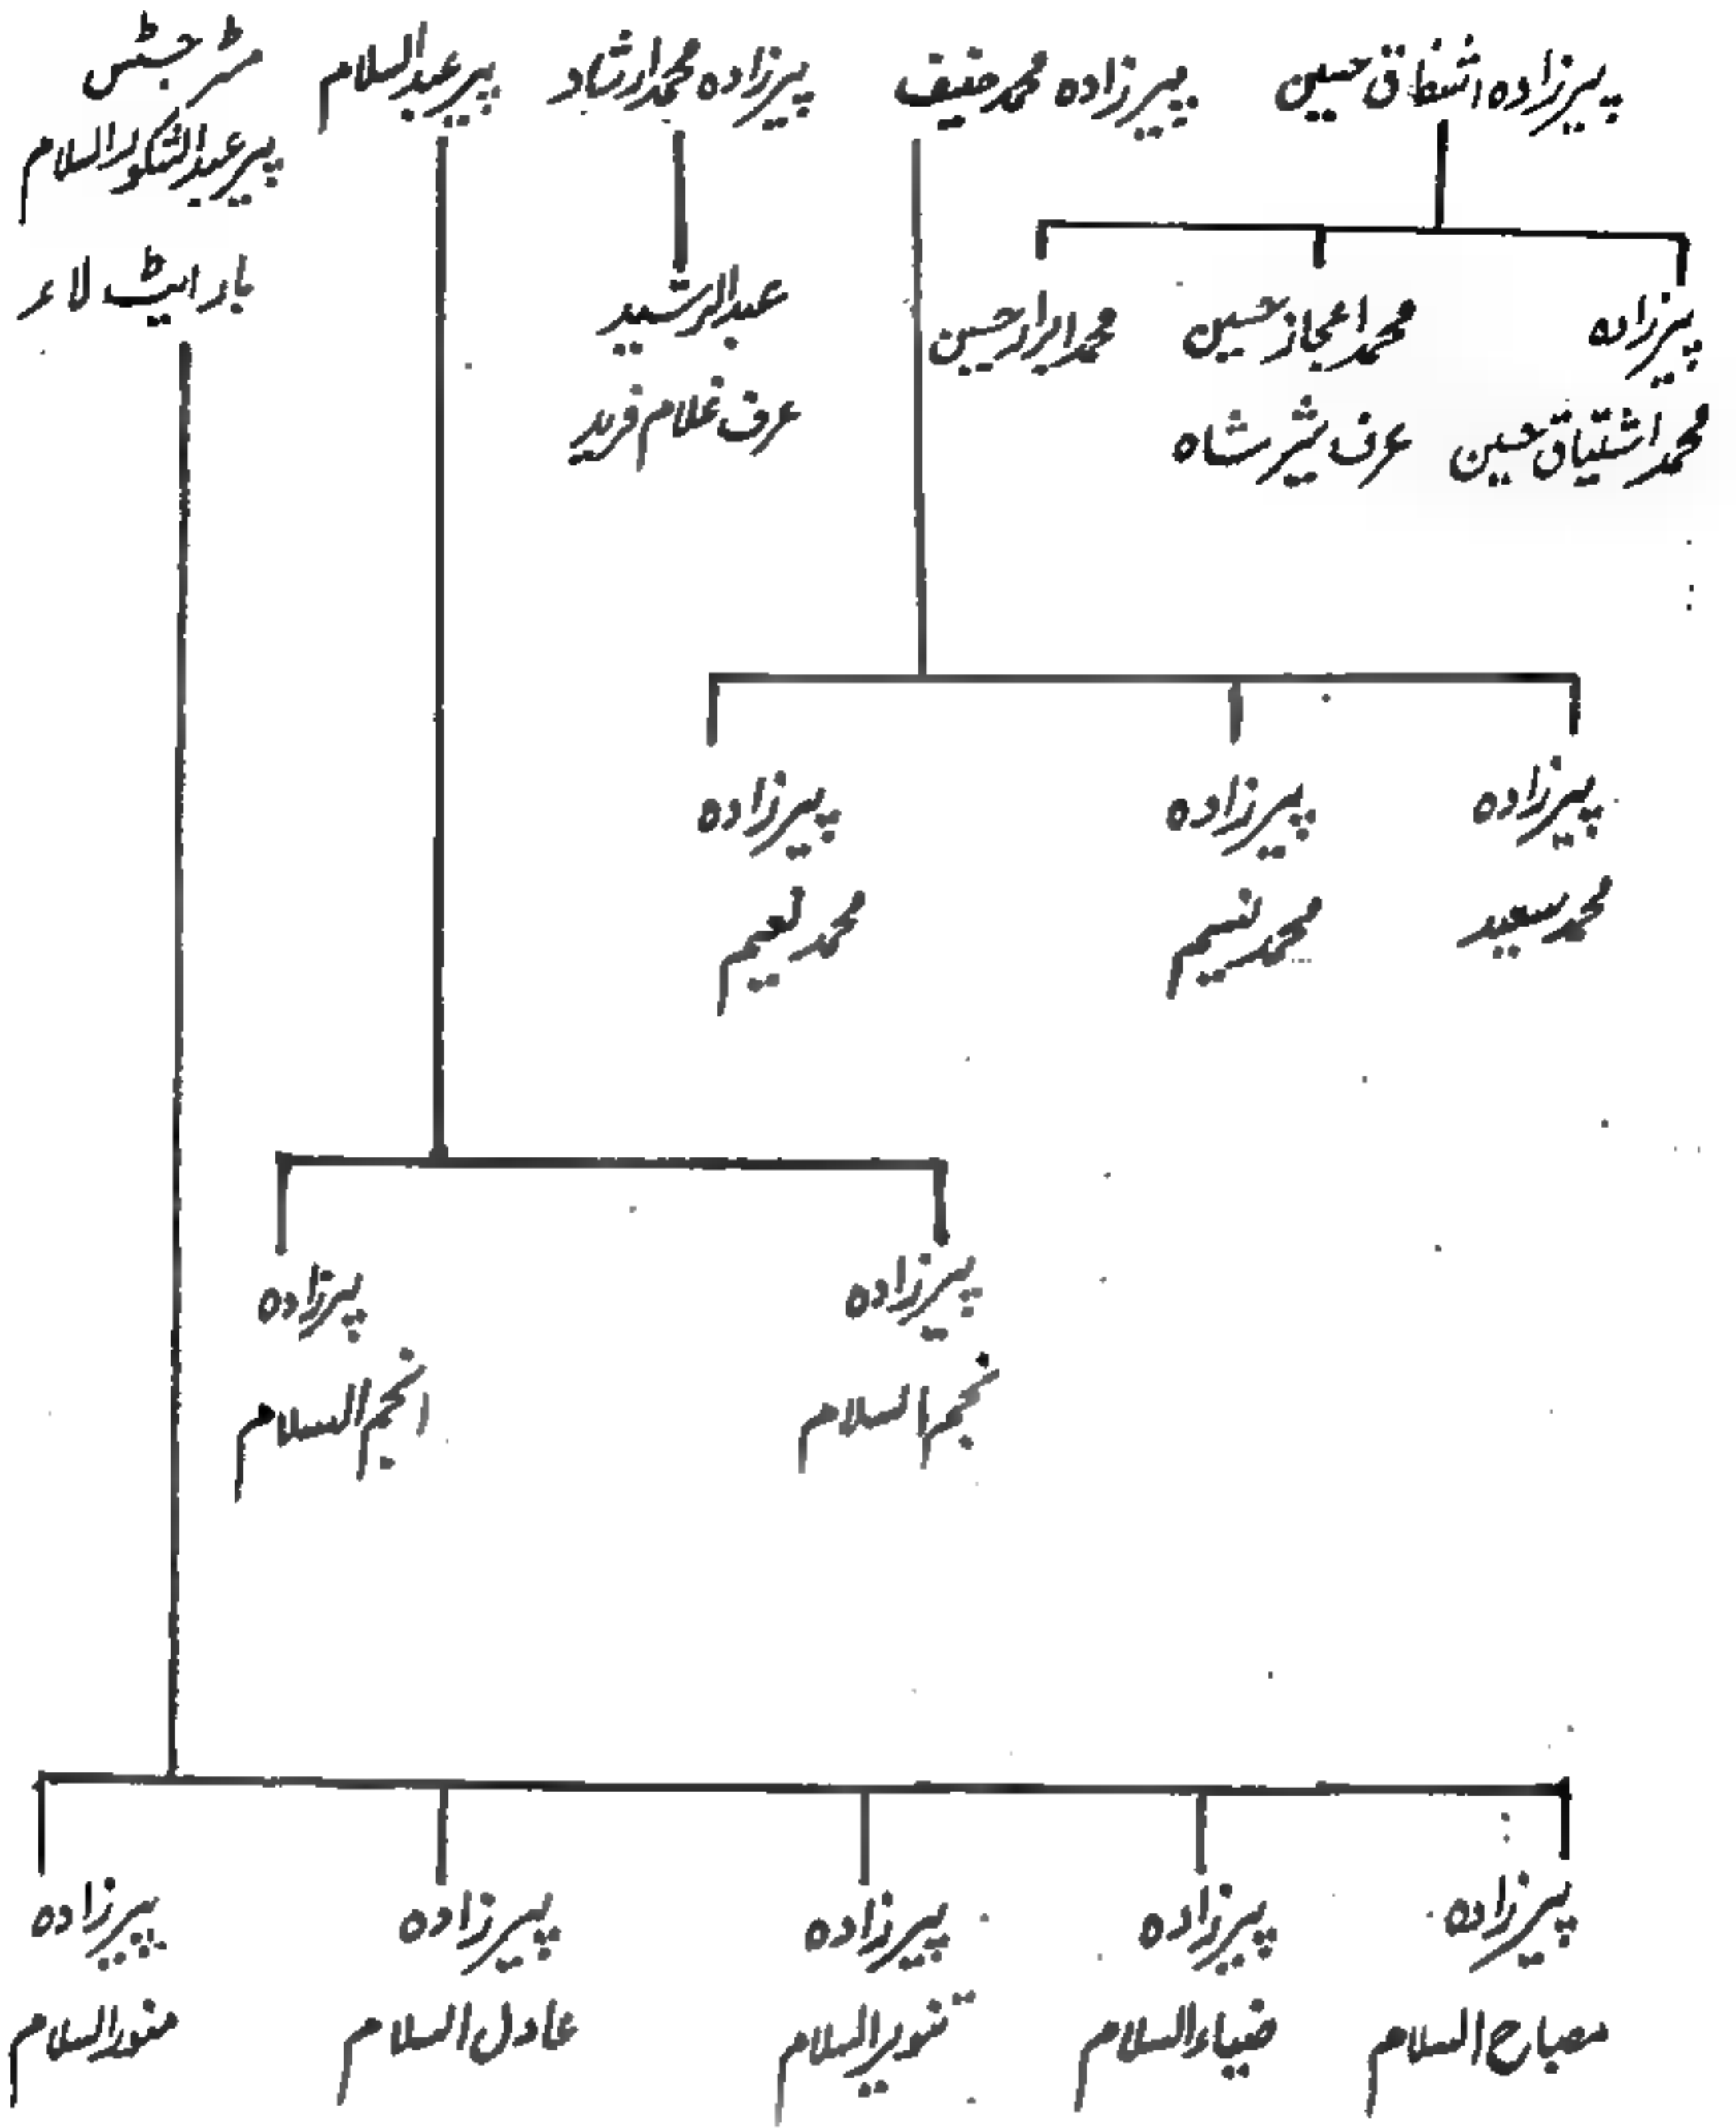 پیرزادہ اشفاق حسین
پیرزادہ محمد حنیف
پیرزادہ محمد ارشاد
پیر عبدالسلام
مسٹر جسٹس
پیر عبدالشکور السلام
بار ایٹ لاء
پیرزادہ
محمد اشتیاق حسین
محمد اعجاز حسین
عرف شیر شاہ
محمد ابرار حسین
عبدالرشید
عرف غلام فرید
پیرزادہ
محمد سعید
پیرزادہ
محمد نسیم
پیرزادہ
محمد نعیم
پیرزادہ
نجم السلام
پیرزادہ
انجم السلام
پیرزادہ
مصباح السلام
پیرزادہ
ضیاء السلام
پیرزادہ
تنویر السلام
پیرزادہ
عادل السلام
پیرزادہ
منور السلام